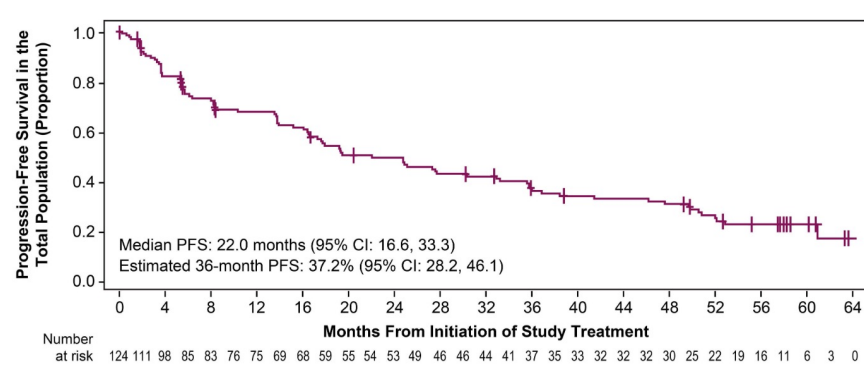 Progression-Free Survival in the
Total Population (Proportion)
1.0
0.8
0.6
0.4
0.2
0.0
Median PFS: 22.0 months (95% CI: 16.6, 33.3)
Estimated 36-month PFS: 37.2% (95% CI: 28.2, 46.1)
0 4 8 12 16 20 24 28 32 36 40 44 48 52 56 60 64
Months From Initiation of Study Treatment
Number
at risk 124 111 98 85 83 76 75 69 68 59 55 54 53 49 46 46 44 41 37 35 33 32 32 32 30 25 22 19 16 11 6 3 0